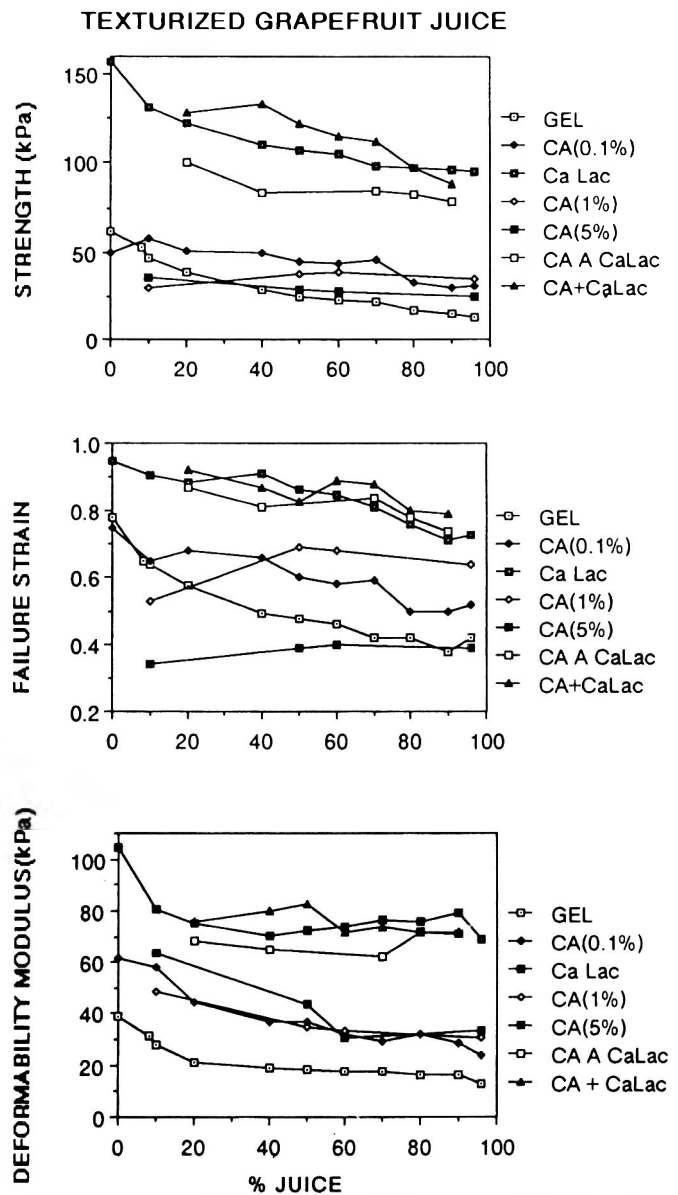 TEXTURIZED GRAPEFRUIT JUICE
STRENGTH (kPa)
150
100
50
0
0 20 40 60 80 100
GEL
CA(0.1%)
Ca Lac
CA(1%)
CA(5%)
CA A CaLac
CA+CaLac
FAILURE STRAIN
1.0
0.8
0.6
0.4
0.2
0 20 40 60 80 100
GEL
CA(0.1%)
Ca Lac
CA(1%)
CA(5%)
CA A CaLac
CA+CaLac
DEFORMABILITY MODULUS(kPa)
100
80
60
40
20
0
0 20 40 60 80 100
% JUICE
GEL
CA(0.1%)
Ca Lac
CA(1%)
CA(5%)
CA A CaLac
CA + CaLac